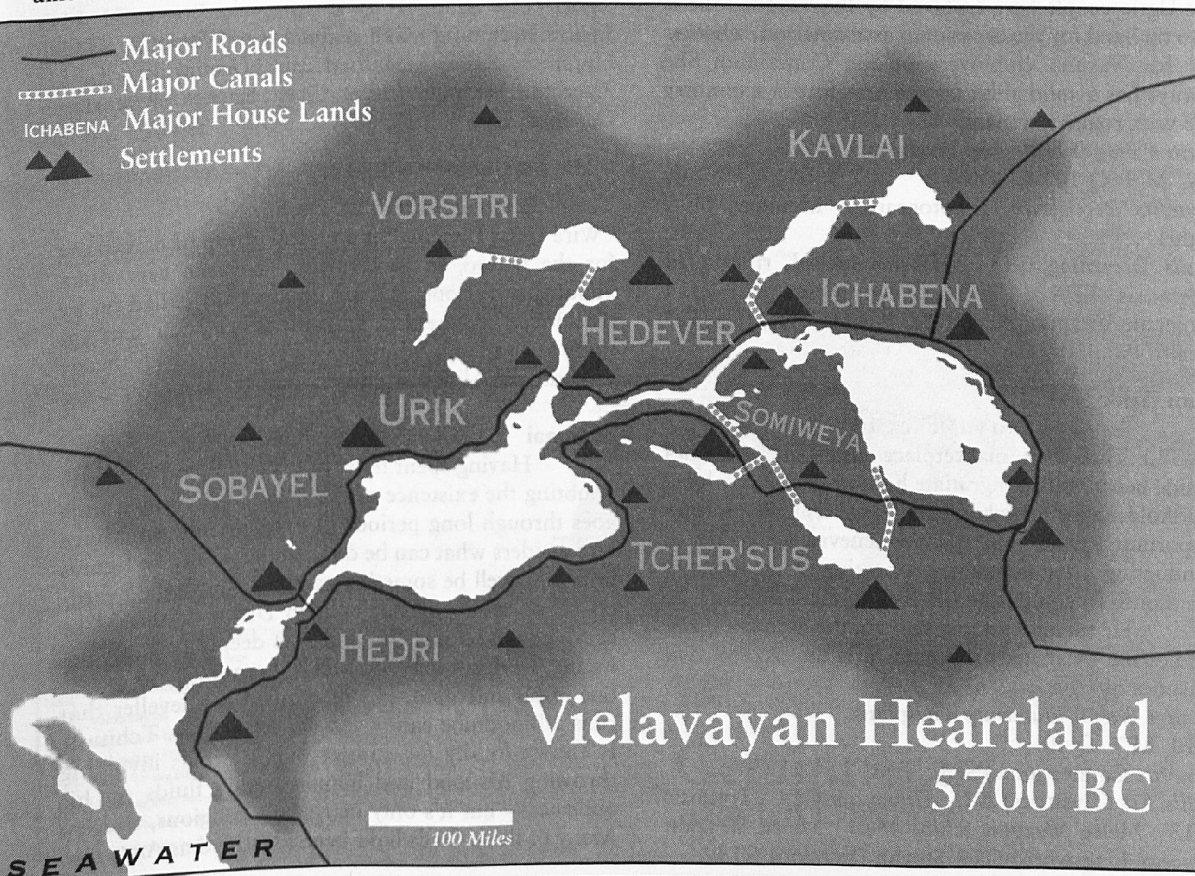 Major Roads
Major Canals
ICHABENA Major House Lands
Settlements
KAVLAI
VORSITRI
ICHABENA
'HEDEVER
URIK
SOMIWEYA
SOBAYEL
TCHER'SUS
HEDRI
Vielavayan Heartland
5700 BC
100 Miles
SEAWATER